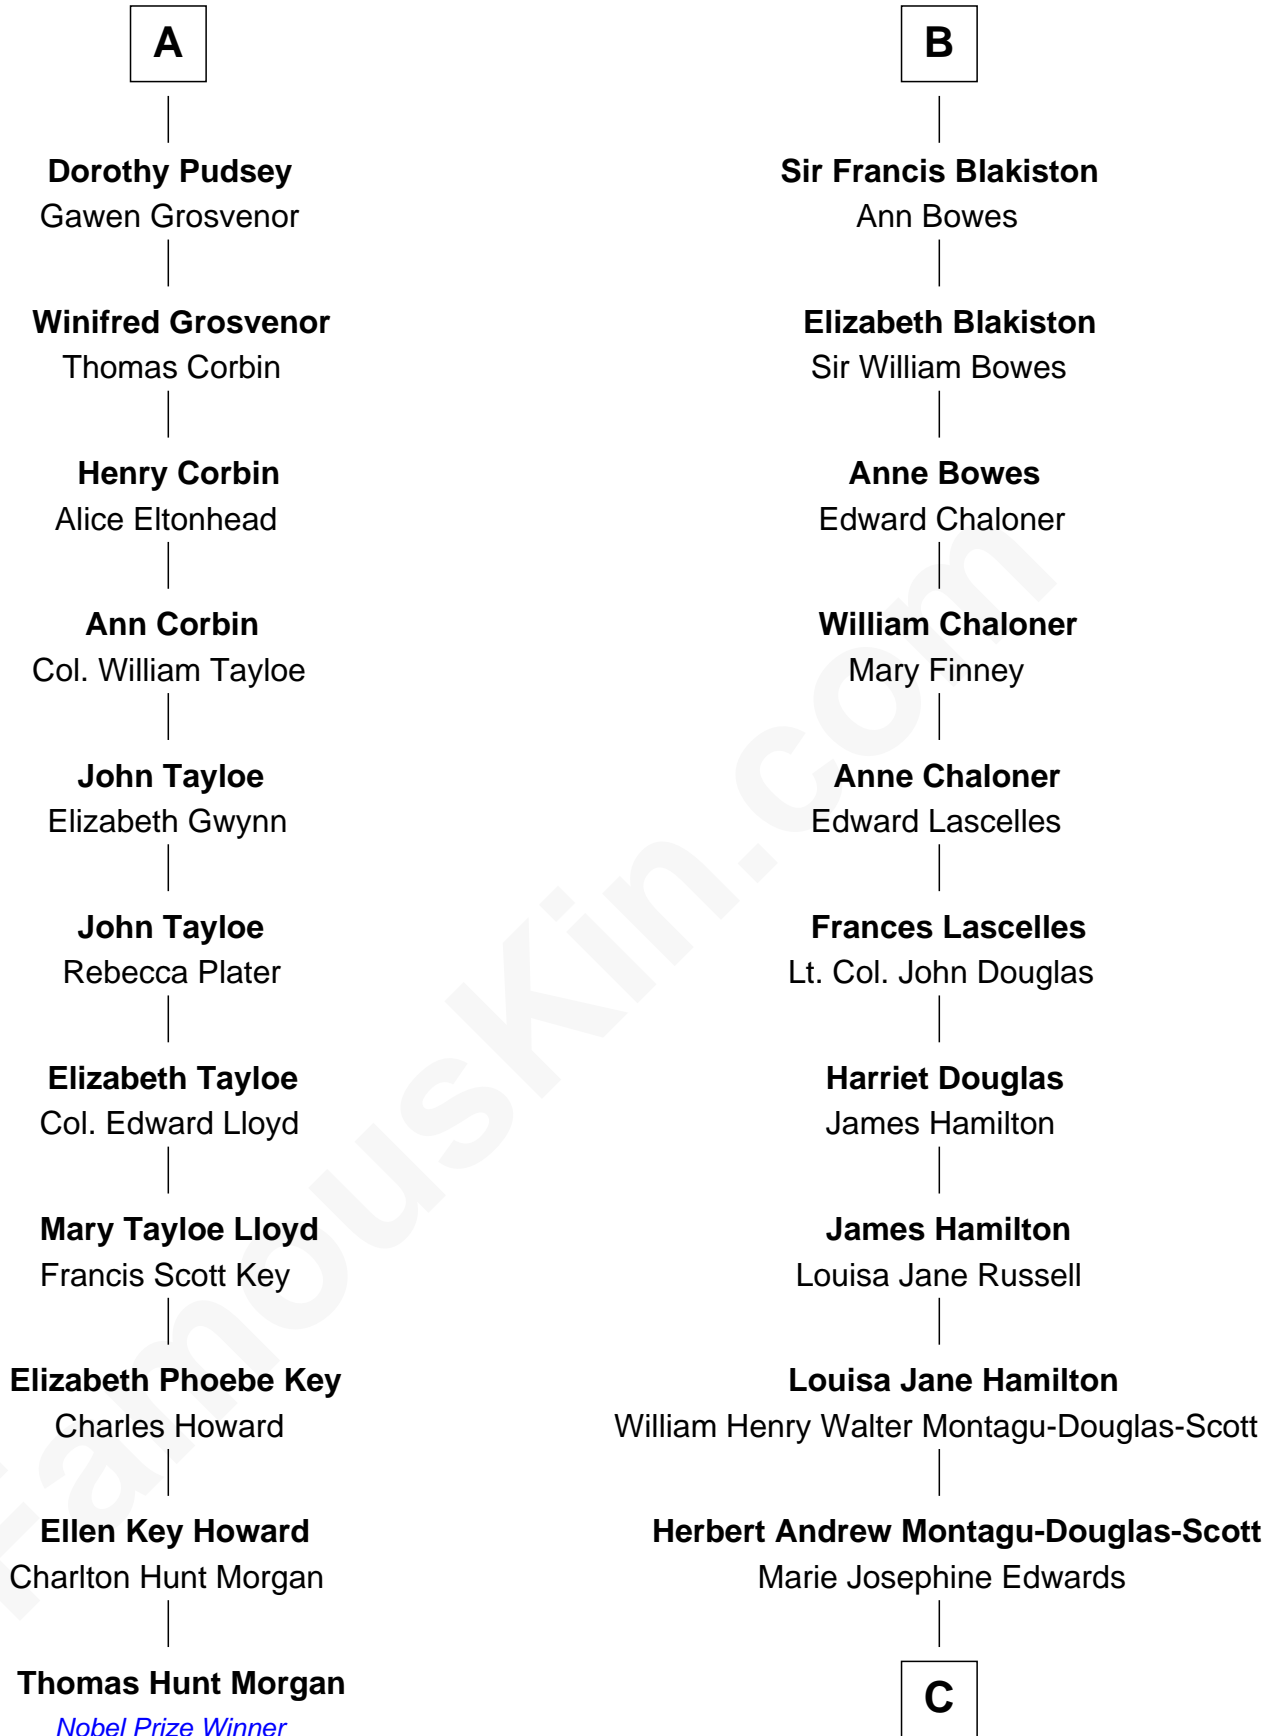 A
Dorothy Pudsey
Gawen Grosvenor
Winifred Grosvenor
Thomas Corbin
Henry Corbin
Alice Eltonhead
Ann Corbin
Col. William Tayloe
John Tayloe
Elizabeth Gwynn
John Tayloe
Rebecca Plater
Elizabeth Tayloe
Col. Edward Lloyd
Mary Tayloe Lloyd
Francis Scott Key
Elizabeth Phoebe Key
Charles Howard
Ellen Key Howard
Charlton Hunt Morgan
Thomas Hunt Morgan
Nobel Prize Winner
B
Sir Francis Blakiston
Ann Bowes
Elizabeth Blakiston
Sir William Bowes
Anne Bowes
Edward Chaloner
William Chaloner
Mary Finney
Anne Chaloner
Edward Lascelles
Frances Lascelles
Lt. Col. John Douglas
Harriet Douglas
James Hamilton
James Hamilton
Louisa Jane Russell
Louisa Jane Hamilton
William Henry Walter Montagu-Douglas-Scott
Herbert Andrew Montagu-Douglas-Scott
Marie Josephine Edwards
C
FamousKin.com